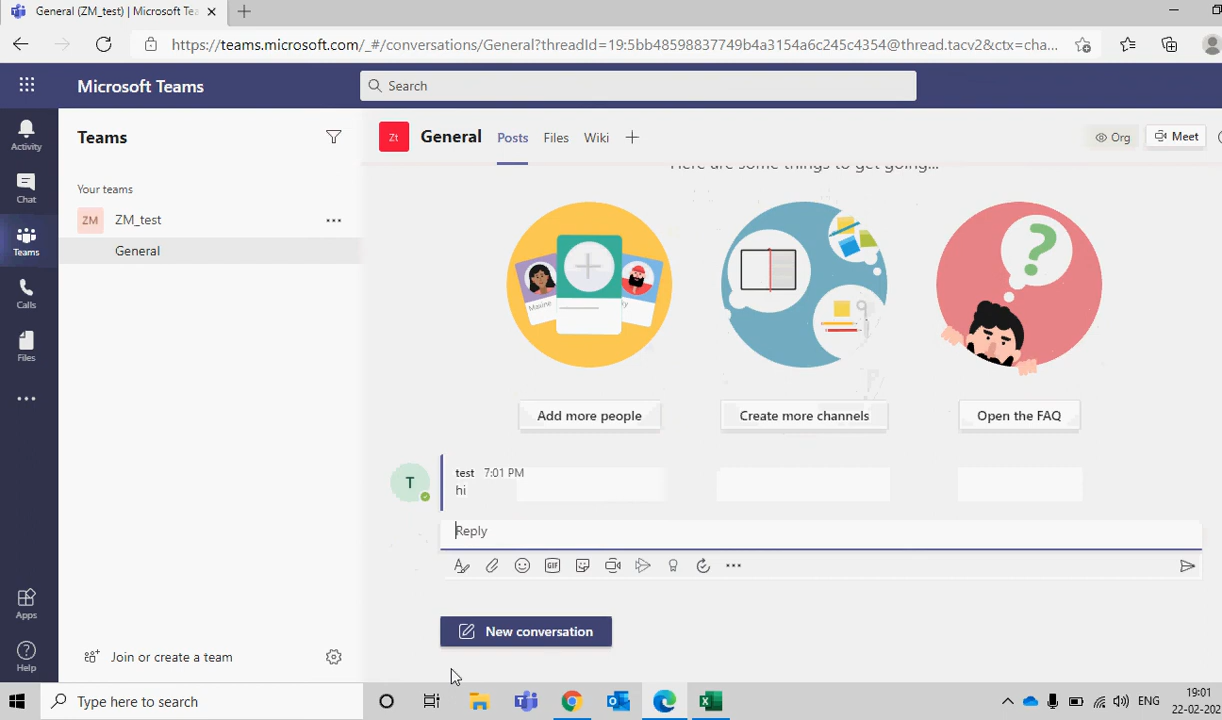 General (ZM_test) | Microsoft Te
https://teams.microsoft.com/_#/conversations/General?threadId=19:5bb48598837749b4a3154a6c245c4354@thread.tacv2&ctx=cha...
Microsoft Teams
Search
Activity
Chat
Teams
Calls
Files
Apps
Help
Teams
Your teams
ZM
ZM_test
General
Join or create a team
Zt
General
Posts
Files
Wiki
Org
Meet
Here are some things to get going...
Maxine
Add more people
Create more channels
Open the FAQ
T
test 7:01 PM
hi
Reply
GIF
New conversation
Type here to search
ENG
19:01
22-02-202